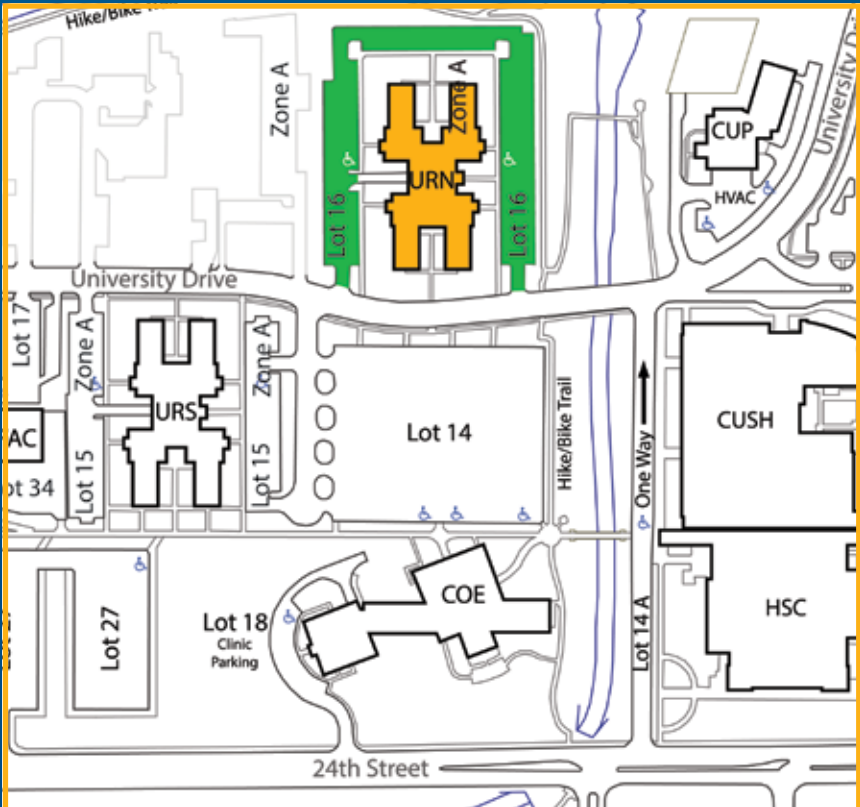 Hike/Bike Trail
Zone A
Zone A
URN
Lot 16
Lot 16
CUP
HVAC
University Drive
University Drive
Lot 17
Zone A
Zone A
URS
AC
Lot 15
Lot 15
Lot 14
Hike/Bike Trail
One Way
CUSH
Lot 27
Lot 18
Clinic
Parking
COE
Lot 14 A
HSC
24th Street